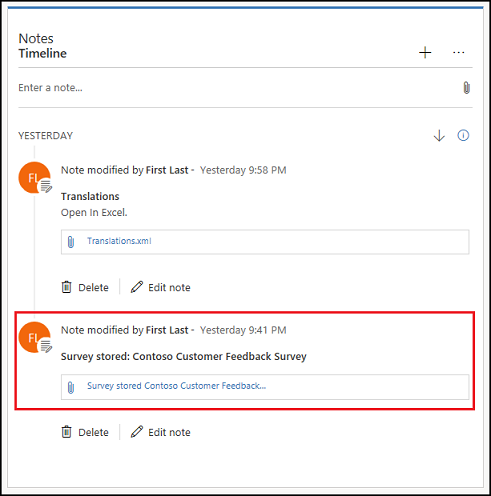 Notes
Timeline
Enter a note...
YESTERDAY
FL
Note modified by First Last - Yesterday 9:58 PM
Translations
Open In Excel.
Translations.xml
Delete Edit note
FL
Note modified by First Last - Yesterday 9:41 PM
Survey stored: Contoso Customer Feedback Survey
Survey stored Contoso Customer Feedback...
Delete Edit note